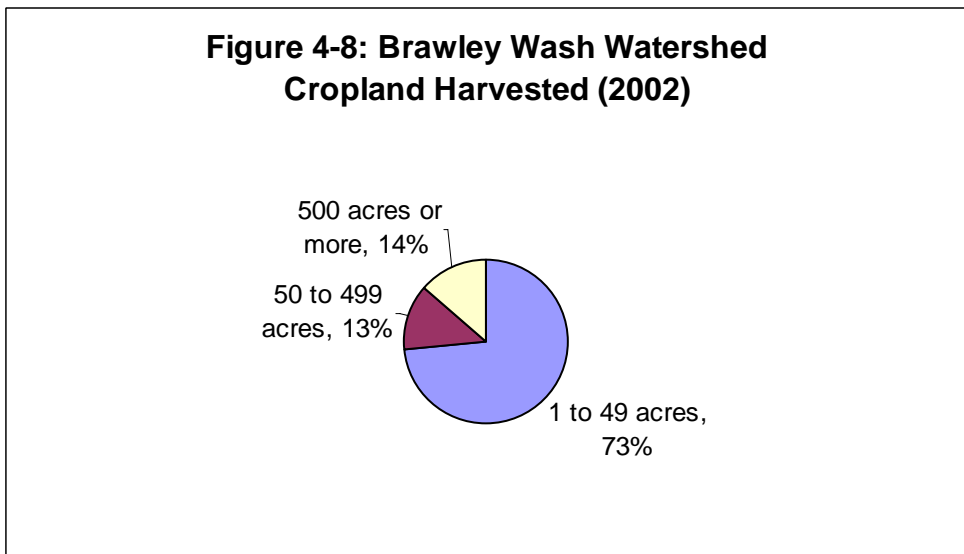 Figure 4-8: Brawley Wash Watershed
Cropland Harvested (2002)
500 acres or
more, 14%
50 to 499
acres, 13%
1 to 49 acres,
73%